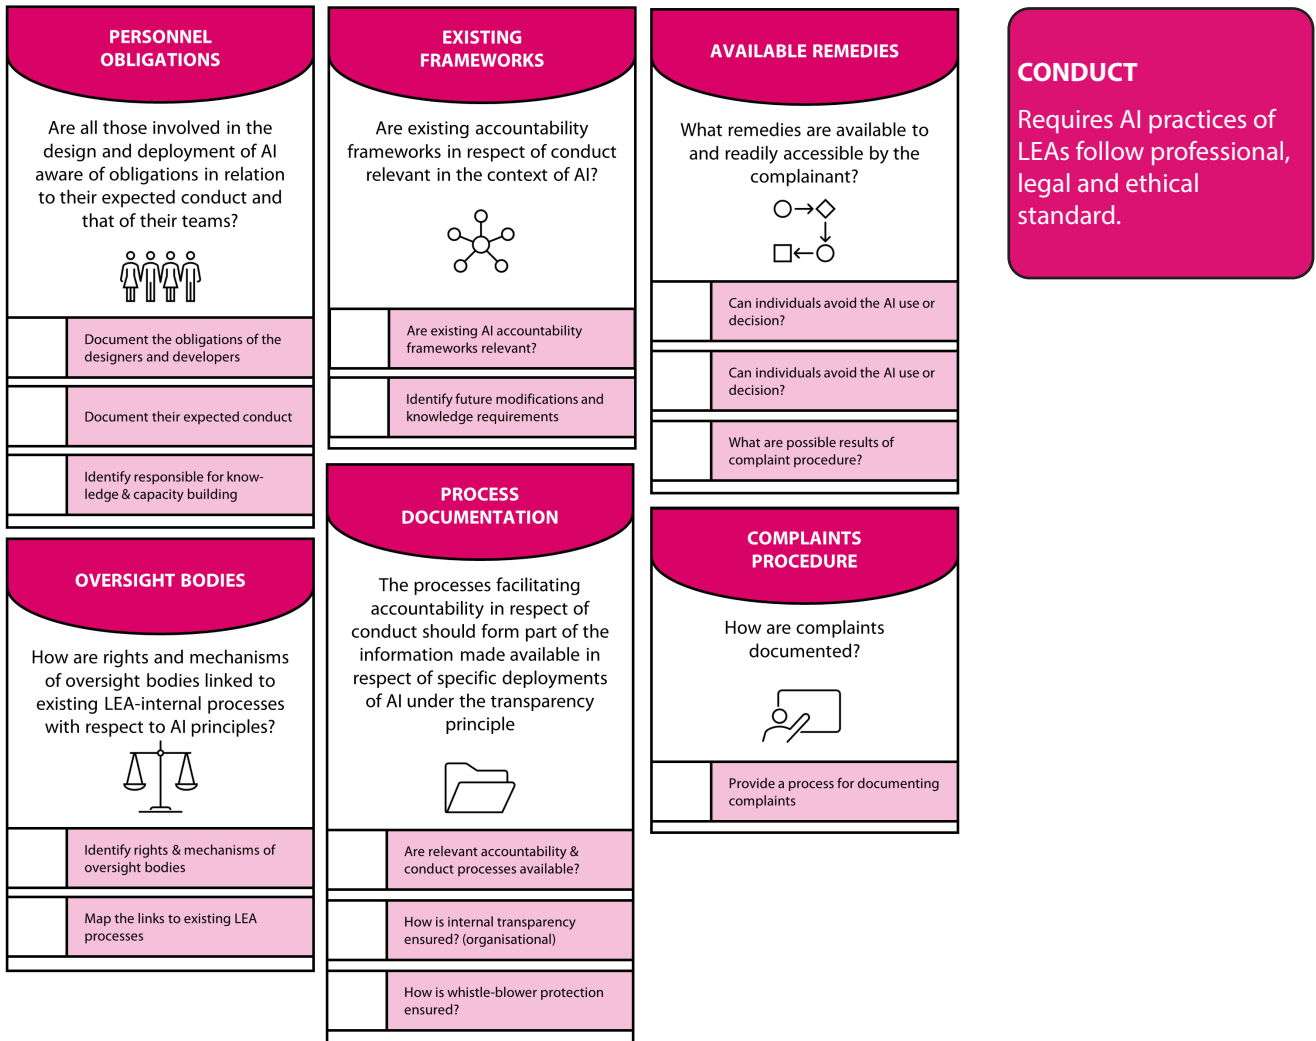 PERSONNEL
OBLIGATIONS
Are all those involved in the
design and deployment of AI
aware of obligations in relation
to their expected conduct and
that of their teams?
Document the obligations of the
designers and developers
Document their expected conduct
Identify responsible for know-
ledge & capacity building
OVERSIGHT BODIES
How are rights and mechanisms
of oversight bodies linked to
existing LEA-internal processes
with respect to AI principles?
Identify rights & mechanisms of
oversight bodies
Map the links to existing LEA
processes
EXISTING
FRAMEWORKS
Are existing accountability
frameworks in respect of conduct
relevant in the context of AI?
Are existing AI accountability
frameworks relevant?
Identify future modifications and
knowledge requirements
PROCESS
DOCUMENTATION
The processes facilitating
accountability in respect of
conduct should form part of the
information made available in
respect of specific deployments
of AI under the transparency
principle
Are relevant accountability &
conduct processes available?
How is internal transparency
ensured? (organisational)
How is whistle-blower protection
ensured?
AVAILABLE REMEDIES
What remedies are available to
and readily accessible by the
complainant?
Can individuals avoid the AI use or
decision?
Can individuals avoid the AI use or
decision?
What are possible results of
complaint procedure?
COMPLAINTS
PROCEDURE
How are complaints
documented?
Provide a process for documenting
complaints
CONDUCT
Requires AI practices of
LEAs follow professional,
legal and ethical
standard.